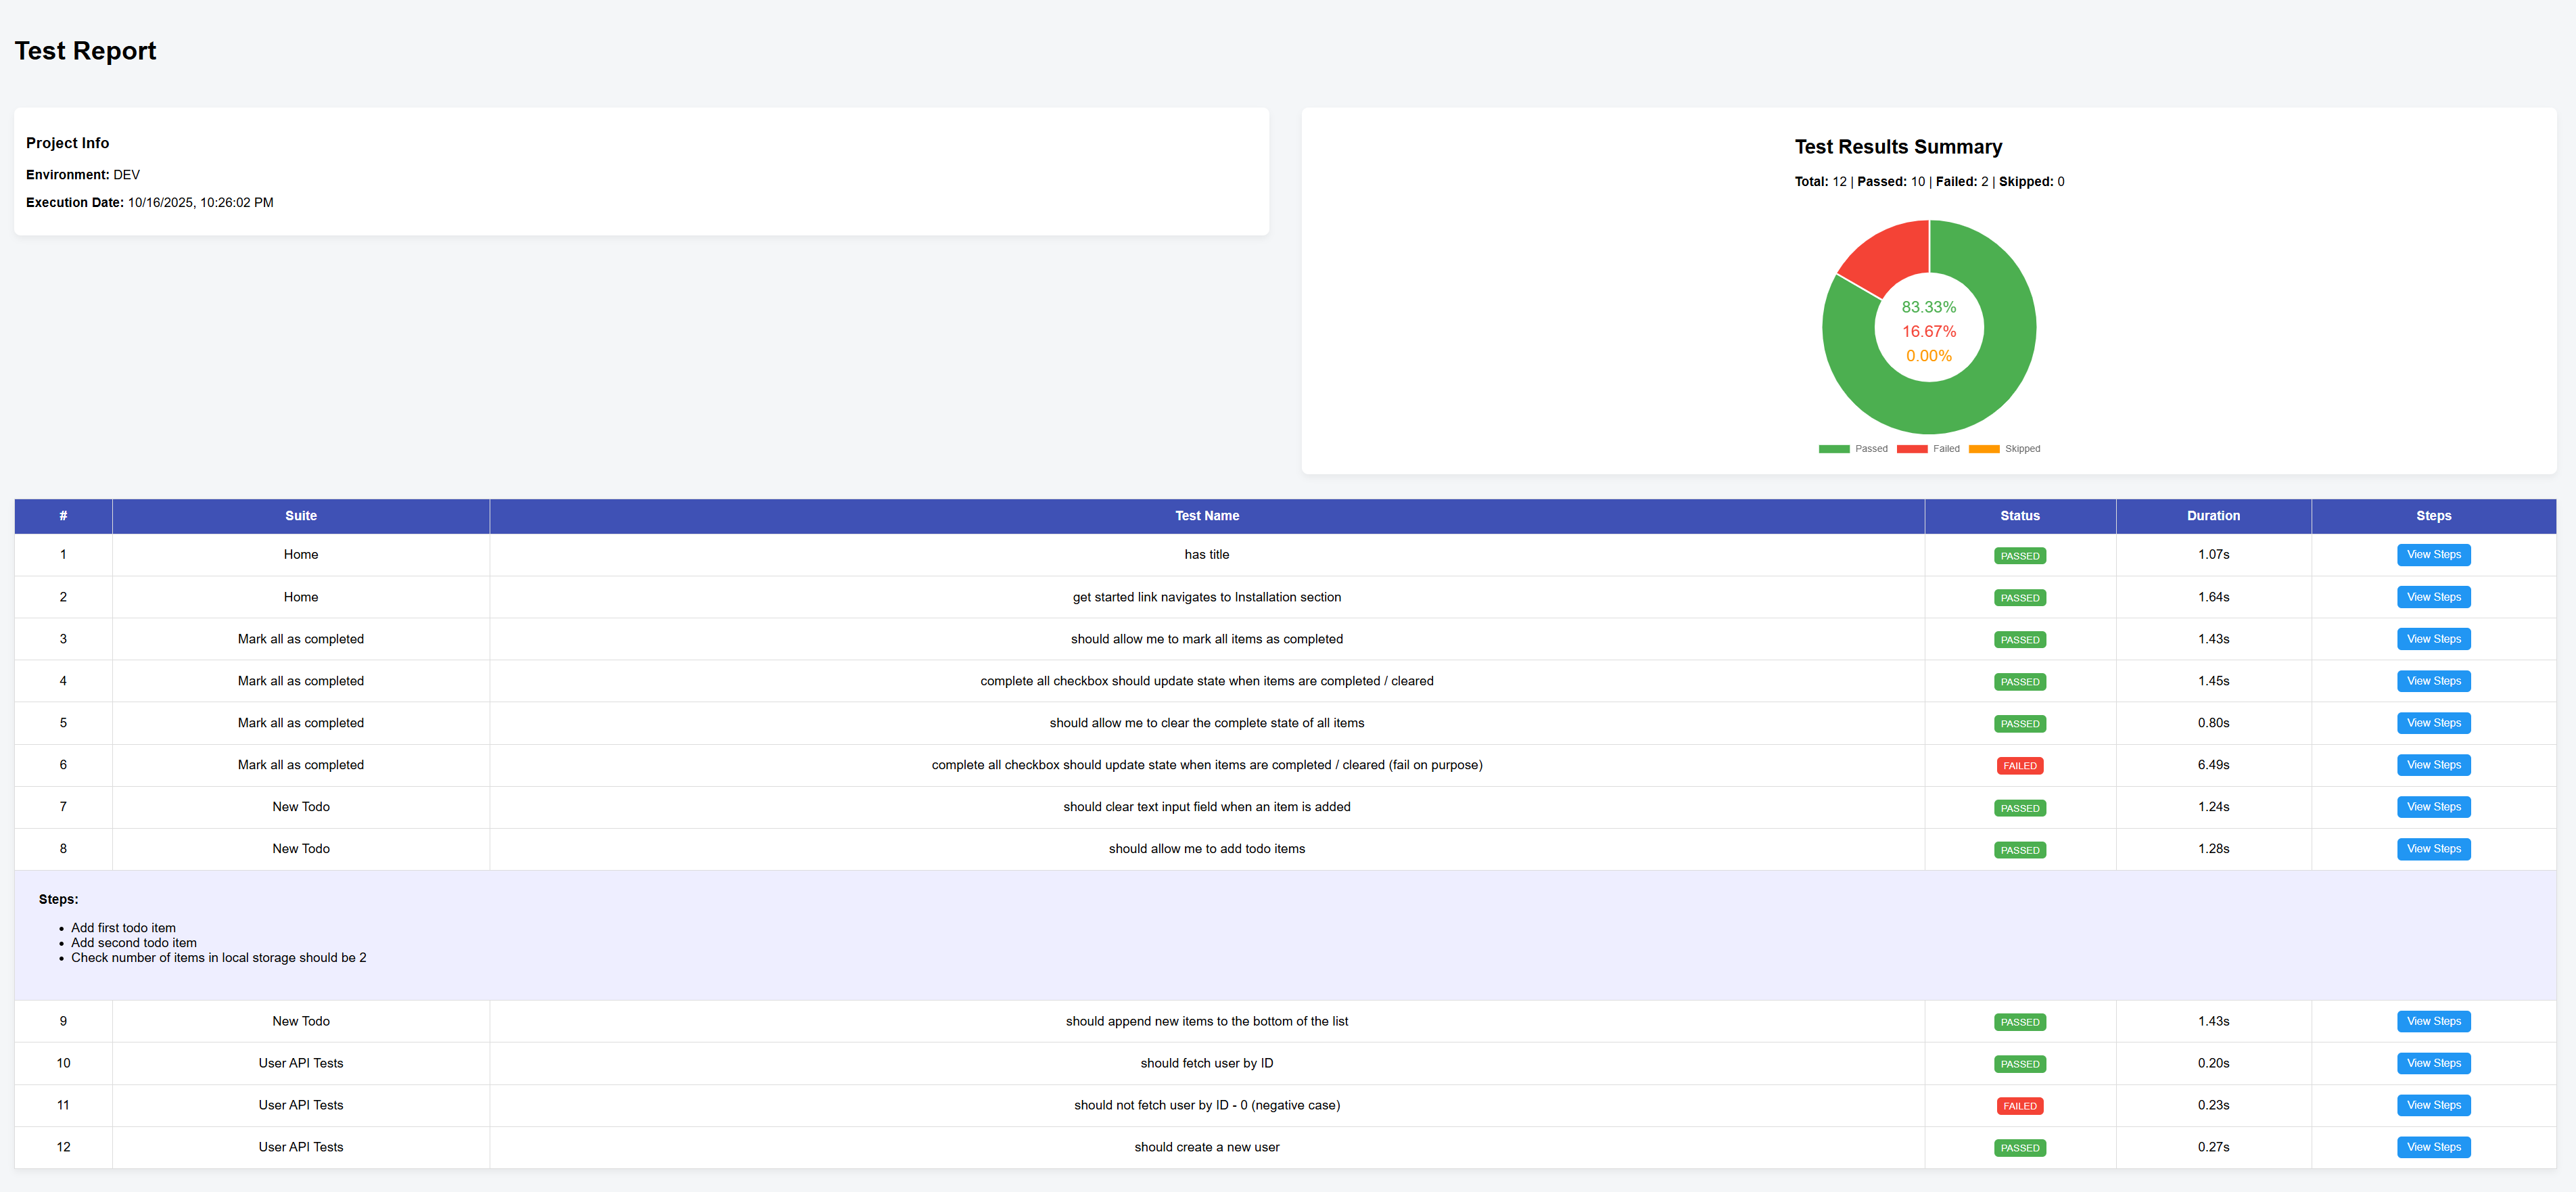 Test Report
Project Info
Environment: DEV
Execution Date: 10/16/2025, 10:26:02 PM
Test Results Summary
Total: 12 | Passed: 10 | Failed: 2 | Skipped: 0
83.33%
16.67%
0.00%
Passed Failed Skipped
# Suite Test Name Status Duration Steps
1 Home has title PASSED 1.07s View Steps
2 Home get started link navigates to Installation section PASSED 1.64s View Steps
3 Mark all as completed should allow me to mark all items as completed PASSED 1.43s View Steps
4 Mark all as completed complete all checkbox should update state when items are completed / cleared PASSED 1.45s View Steps
5 Mark all as completed should allow me to clear the complete state of all items PASSED 0.80s View Steps
6 Mark all as completed complete all checkbox should update state when items are completed / cleared (fail on purpose) FAILED 6.49s View Steps
7 New Todo should clear text input field when an item is added PASSED 1.24s View Steps
8 New Todo should allow me to add todo items PASSED 1.28s View Steps
Steps:
• Add first todo item
• Add second todo item
• Check number of items in local storage should be 2
9 New Todo should append new items to the bottom of the list PASSED 1.43s View Steps
10 User API Tests should fetch user by ID PASSED 0.20s View Steps
11 User API Tests should not fetch user by ID - 0 (negative case) FAILED 0.23s View Steps
12 User API Tests should create a new user PASSED 0.27s View Steps